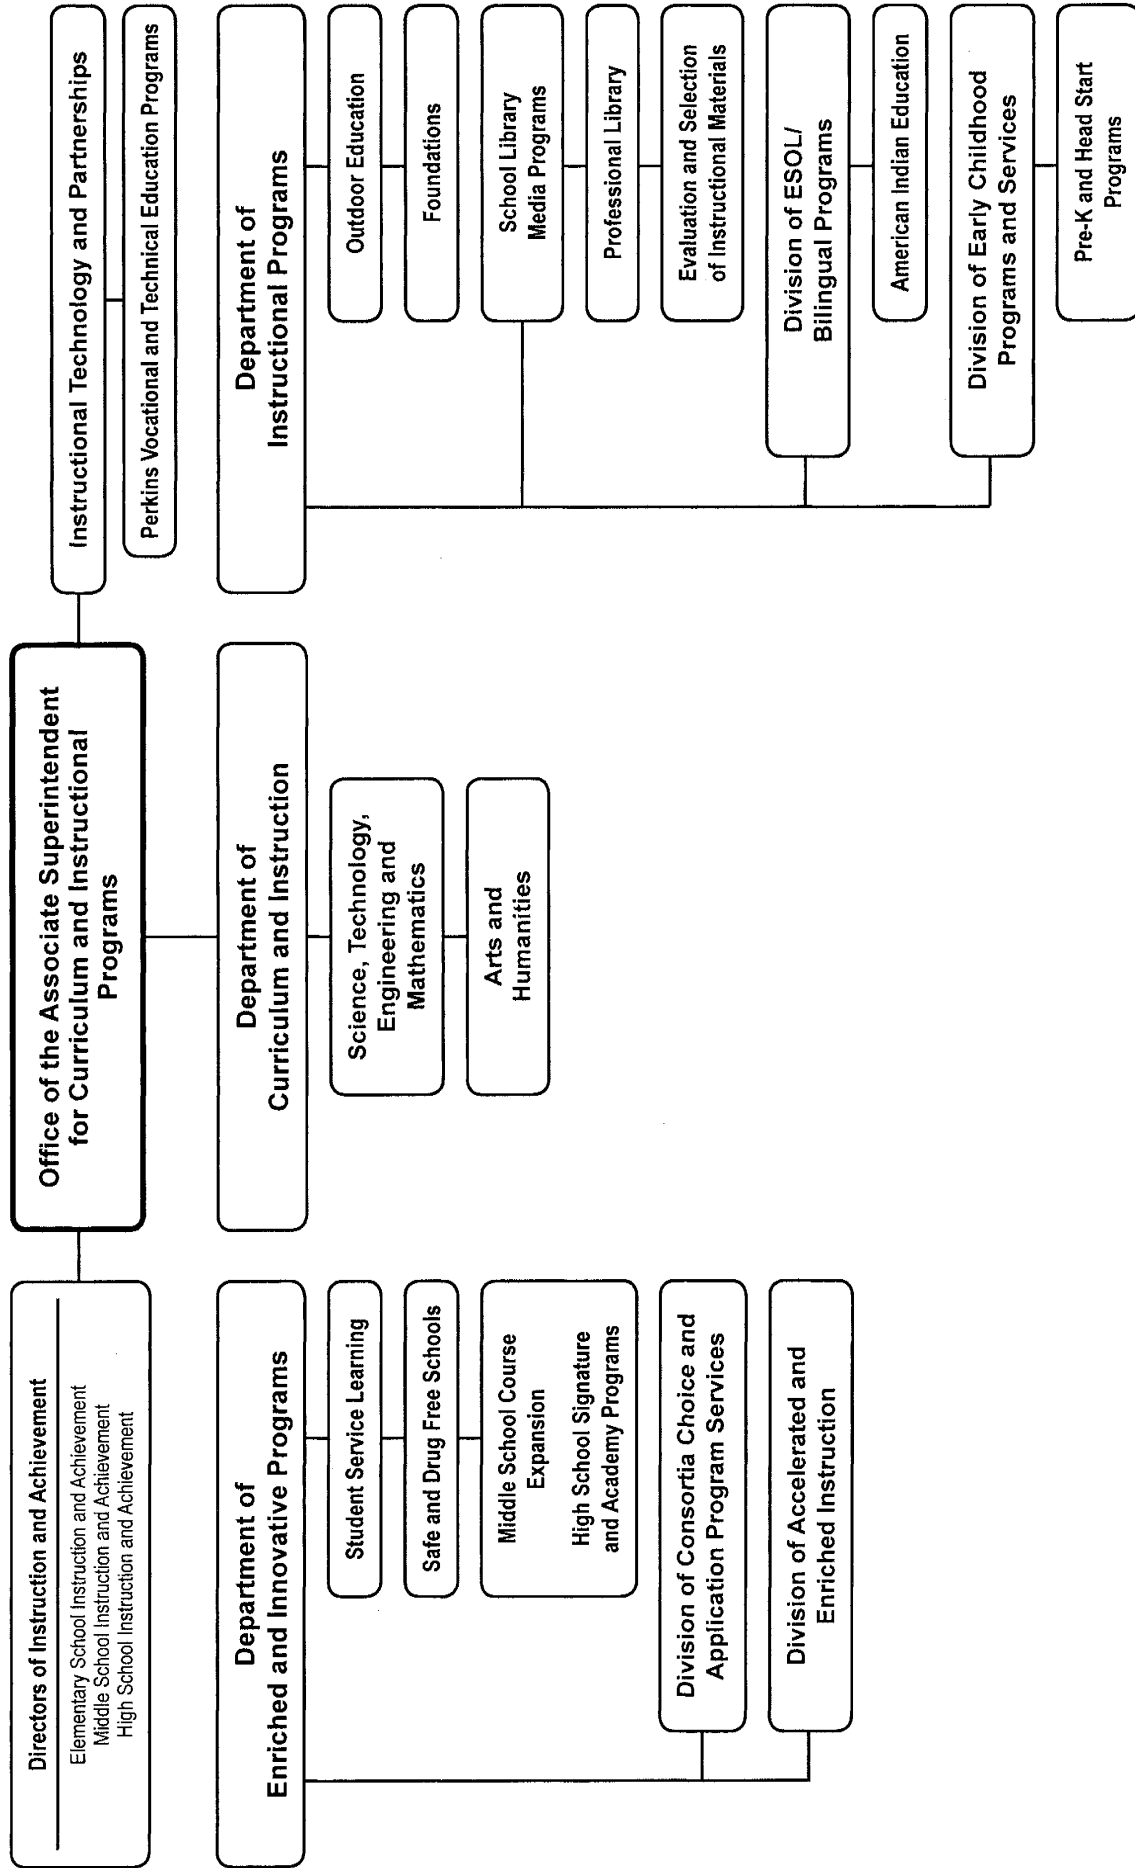 Office of the Associate Superintendent
for Curriculum and Instructional
Programs
Directors of Instruction and Achievement
Elementary School Instruction and Achievement
Middle School Instruction and Achievement
High School Instruction and Achievement
Instructional Technology and Partnerships
Perkins Vocational and Technical Education Programs
Department of
Enriched and Innovative Programs
Student Service Learning
Safe and Drug Free Schools
Middle School Course
Expansion
High School Signature
and Academy Programs
Division of Consortia Choice and
Application Program Services
Division of Accelerated and
Enriched Instruction
Department of
Curriculum and Instruction
Science, Technology,
Engineering and
Mathematics
Arts and
Humanities
Department of
Instructional Programs
Outdoor Education
Foundations
School Library
Media Programs
Professional Library
Evaluation and Selection
of Instructional Materials
Division of ESOL/
Bilingual Programs
American Indian Education
Division of Early Childhood
Programs and Services
Pre-K and Head Start
Programs